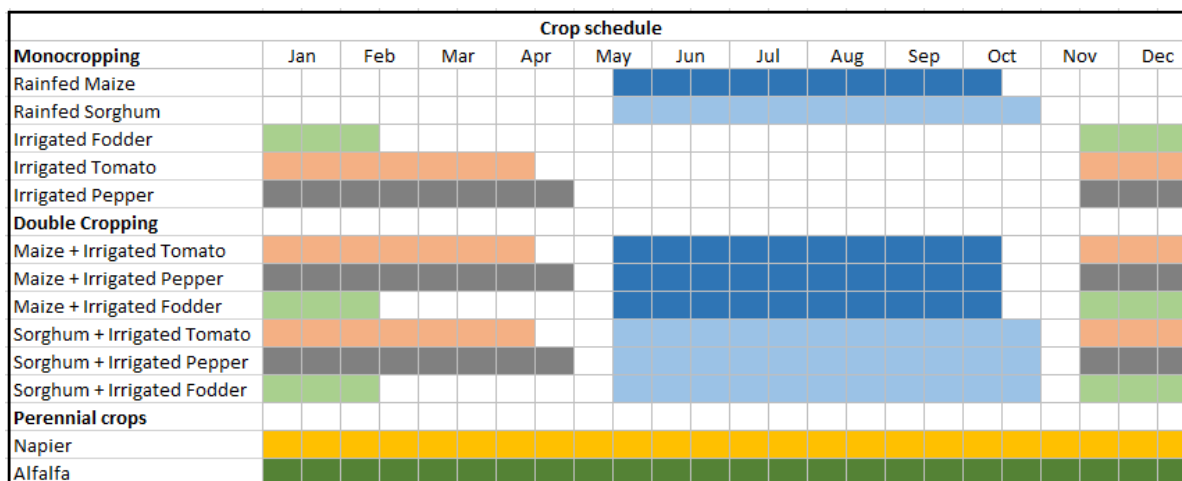 Crop schedule
Monocropping Jan Feb Mar Apr May Jun Jul Aug Sep Oct Nov Dec
Rainfed Maize
Rainfed Sorghum
Irrigated Fodder
Irrigated Tomato
Irrigated Pepper
Double Cropping
Maize + Irrigated Tomato
Maize + Irrigated Pepper
Maize + Irrigated Fodder
Sorghum + Irrigated Tomato
Sorghum + Irrigated Pepper
Sorghum + Irrigated Fodder
Perennial crops
Napier
Alfalfa